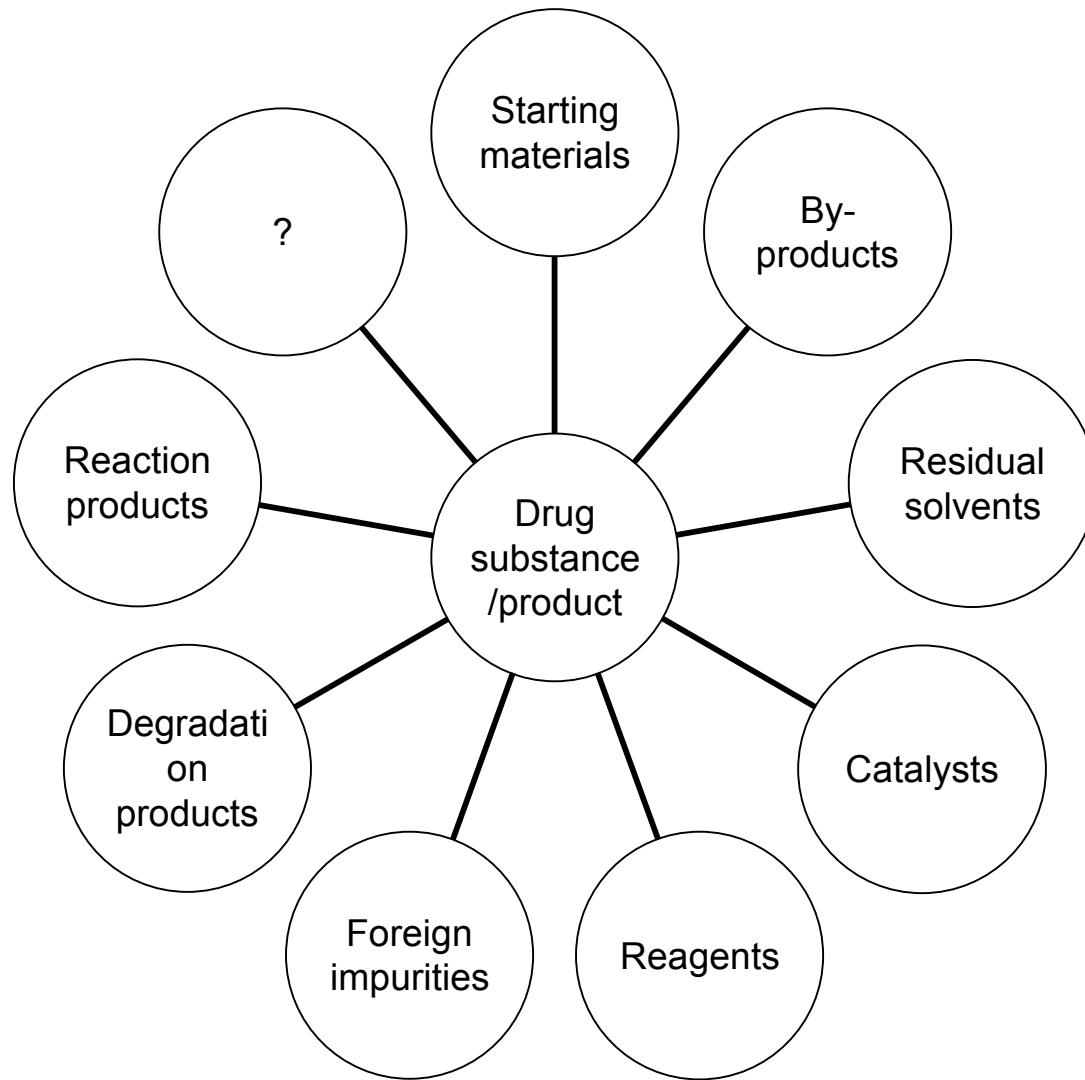 Starting
materials
By-
products
Residual
solvents
Catalysts
Reagents
Foreign
impurities
Degradati
on
products
Reaction
products
?
Drug
substance
/product